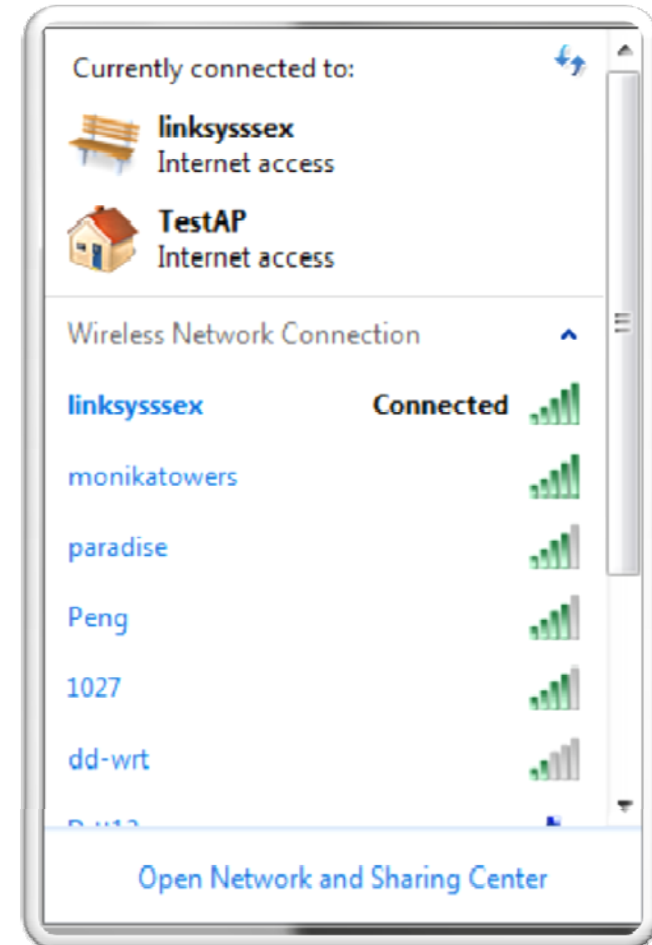 Currently connected to:
linksysssex
Internet access
TestAP
Internet access
Wireless Network Connection
linksysssex Connected
monikatowers
paradise
Peng
1027
dd-wrt
Open Network and Sharing Center